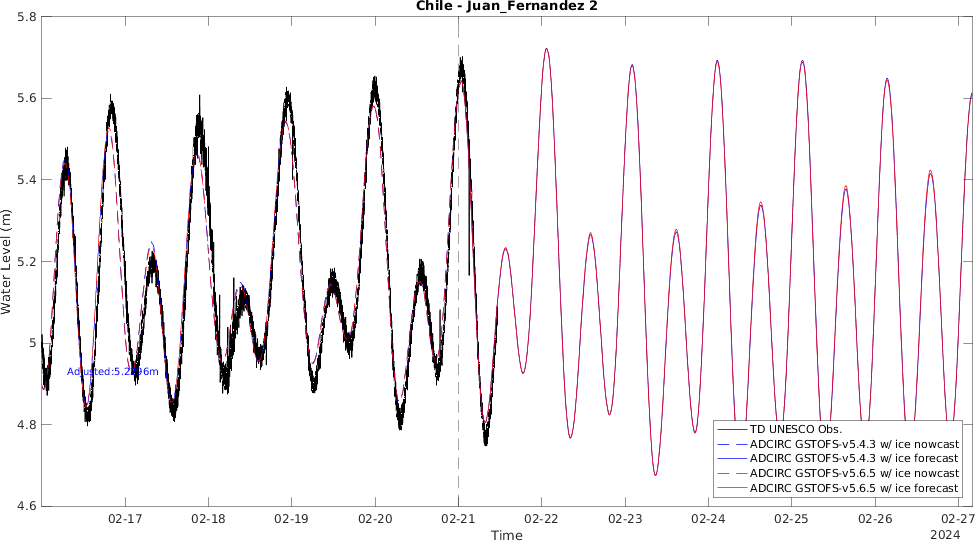 Chile - Juan_Fernandez 2
5.8
5.6
5.4
5.2
5
4.8
4.6
Water Level (m)
TD UNESCO Obs.
ADCIRC GSTOFS-v5.4.3 w/ ice nowcast
ADCIRC GSTOFS-v5.4.3 w/ ice forecast
ADCIRC GSTOFS-v5.6.5 w/ ice nowcast
ADCIRC GSTOFS-v5.6.5 w/ ice forecast
02-17
02-18
02-19
02-20
02-21
02-22
02-23
02-24
02-25
02-26
02-27
Time
2024